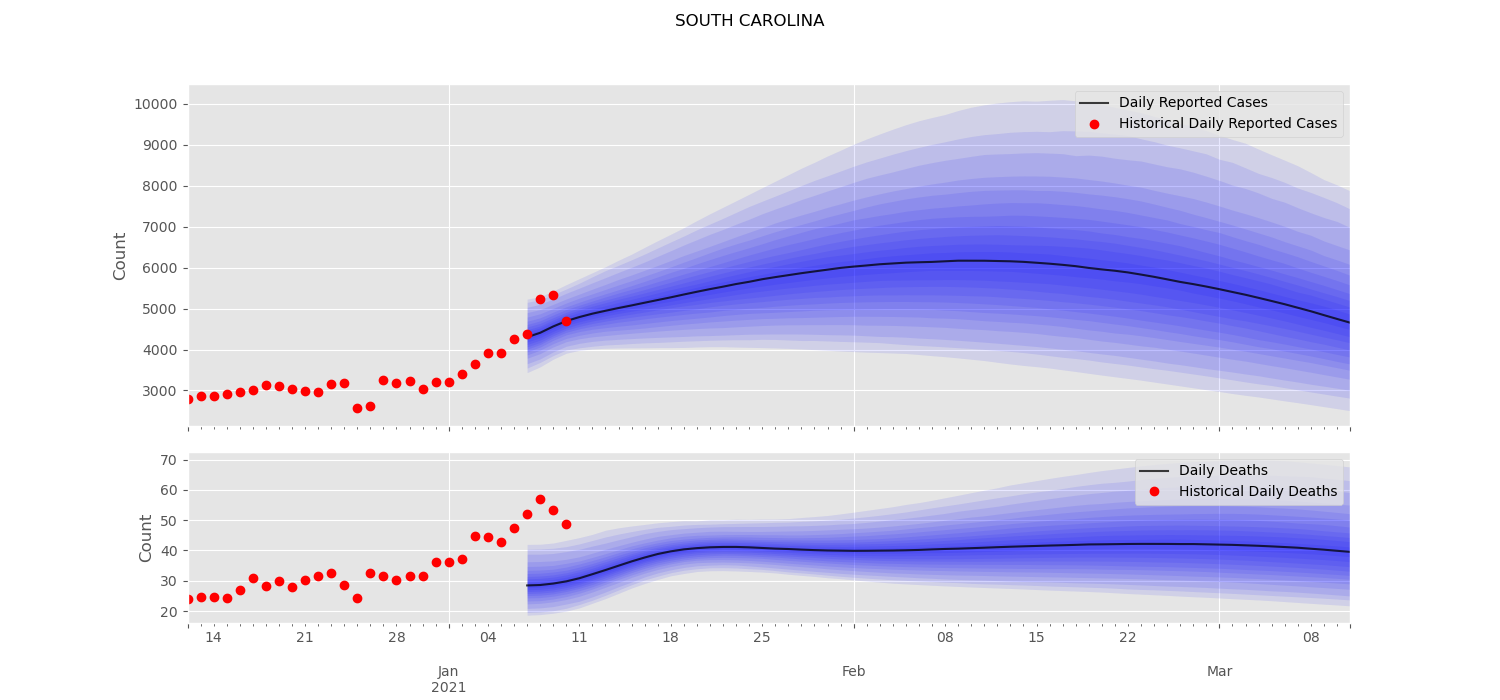 SOUTH CAROLINA
Daily Reported Cases
Historical Daily Reported Cases
Count
10000
9000
8000
7000
6000
5000
4000
3000
Daily Deaths
Historical Daily Deaths
Count
70
60
50
40
30
20
14 21 28 04 11 18 25 08 15 22 08
Jan Feb Mar
2021